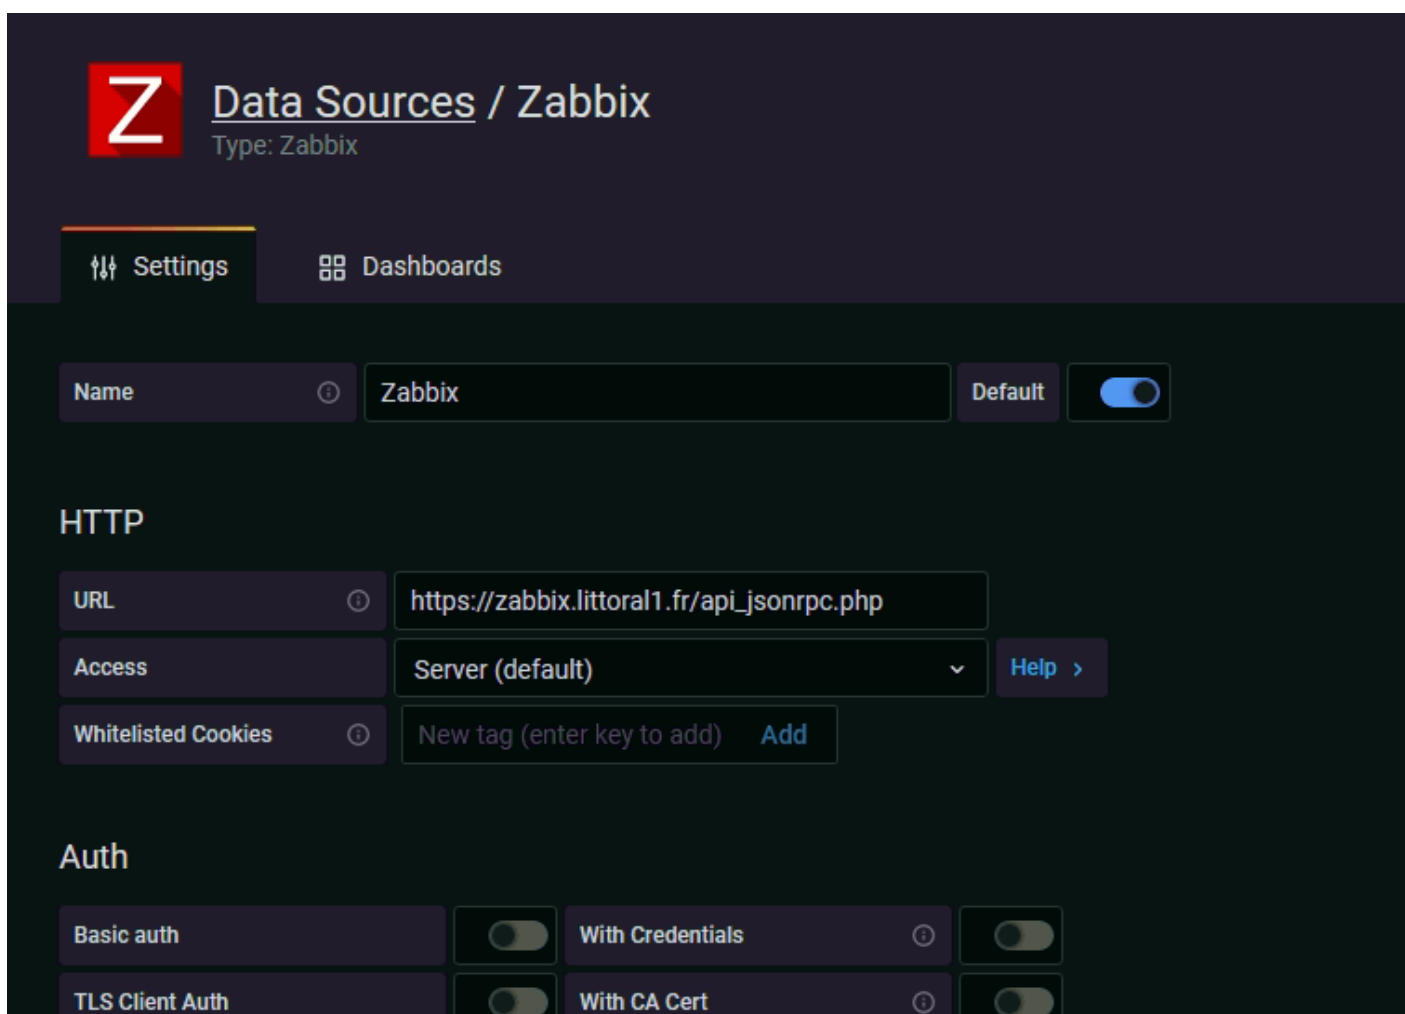 Z
Data Sources / Zabbix
Type: Zabbix
Settings Dashboards
Name Zabbix Default
HTTP
URL https://zabbix.littoral1.fr/api_jsonrpc.php
Access Server (default) Help >
Whitelisted Cookies New tag (enter key to add) Add
Auth
Basic auth With Credentials
TLS Client Auth With CA Cert